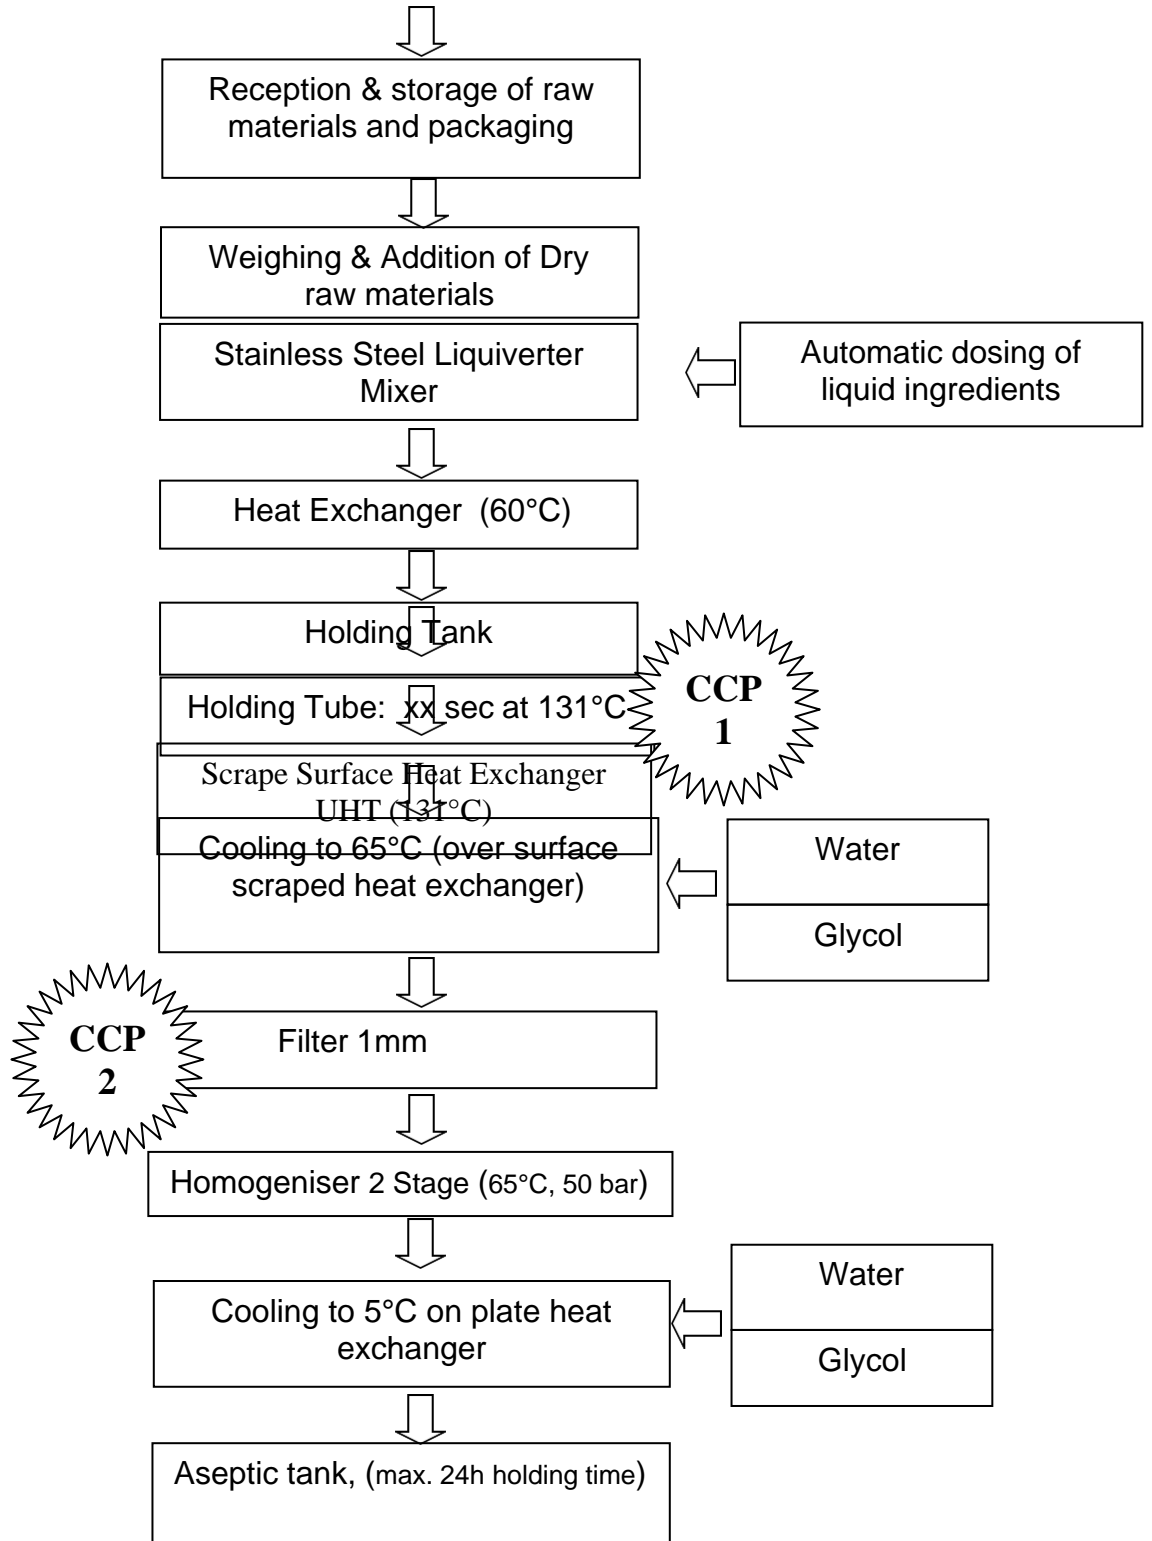 Reception & storage of raw
materials and packaging
Weighing & Addition of Dry
raw materials
Stainless Steel Liquiverter
Mixer
Automatic dosing of
liquid ingredients
Heat Exchanger (60°C)
Holding Tank
CCP
1
Holding Tube: xx sec at 131°C
Scrape Surface Heat Exchanger
UHT (131°C)
Cooling to 65°C (over surface
scraped heat exchanger)
Water
Glycol
CCP
2
Filter 1mm
Homogeniser 2 Stage (65°C, 50 bar)
Cooling to 5°C on plate heat
exchanger
Water
Glycol
Aseptic tank, (max. 24h holding time)